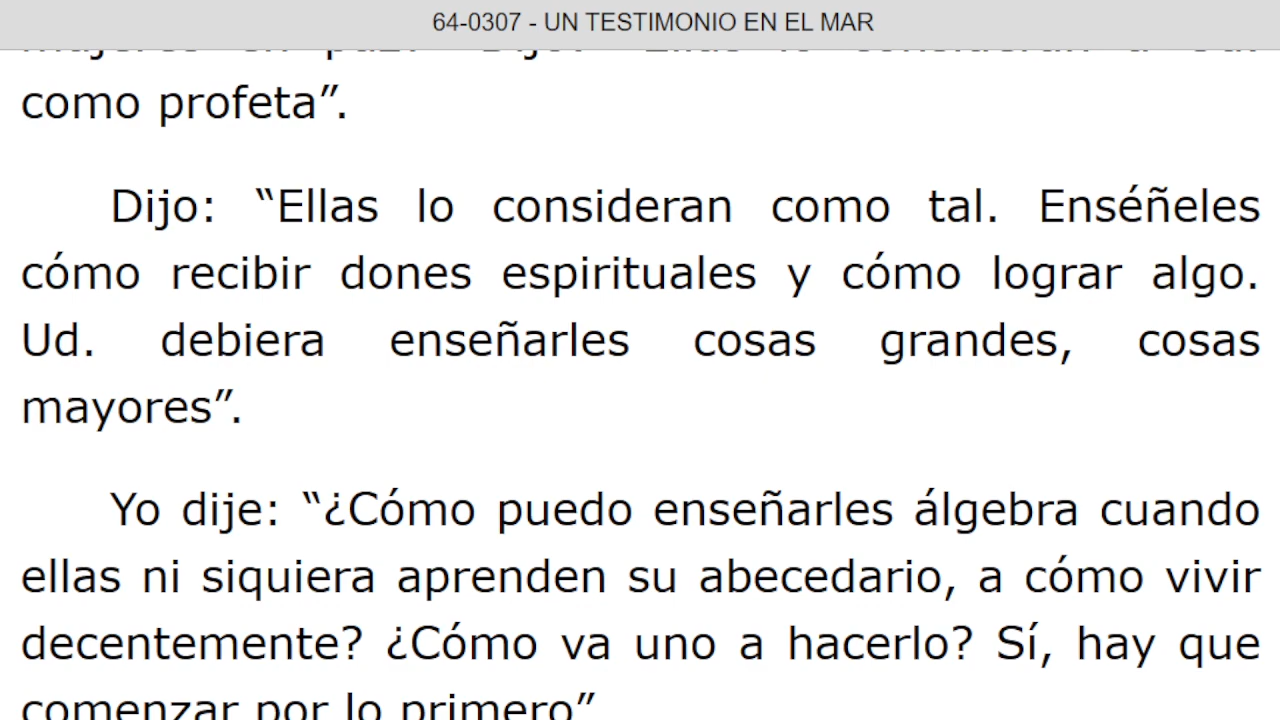 64-0307 - UN TESTIMONIO EN EL MAR
como profeta”.
Dijo: “Ellas lo consideran como tal. Enséñeles
cómo recibir dones espirituales y cómo lograr algo.
Ud. debiera enseñarles cosas grandes, cosas
mayores”.
Yo dije: “¿Cómo puedo enseñarles álgebra cuando
ellas ni siquiera aprenden su abecedario, a cómo vivir
decentemente? ¿Cómo va uno a hacerlo? Sí, hay que
comenzar por lo primero”